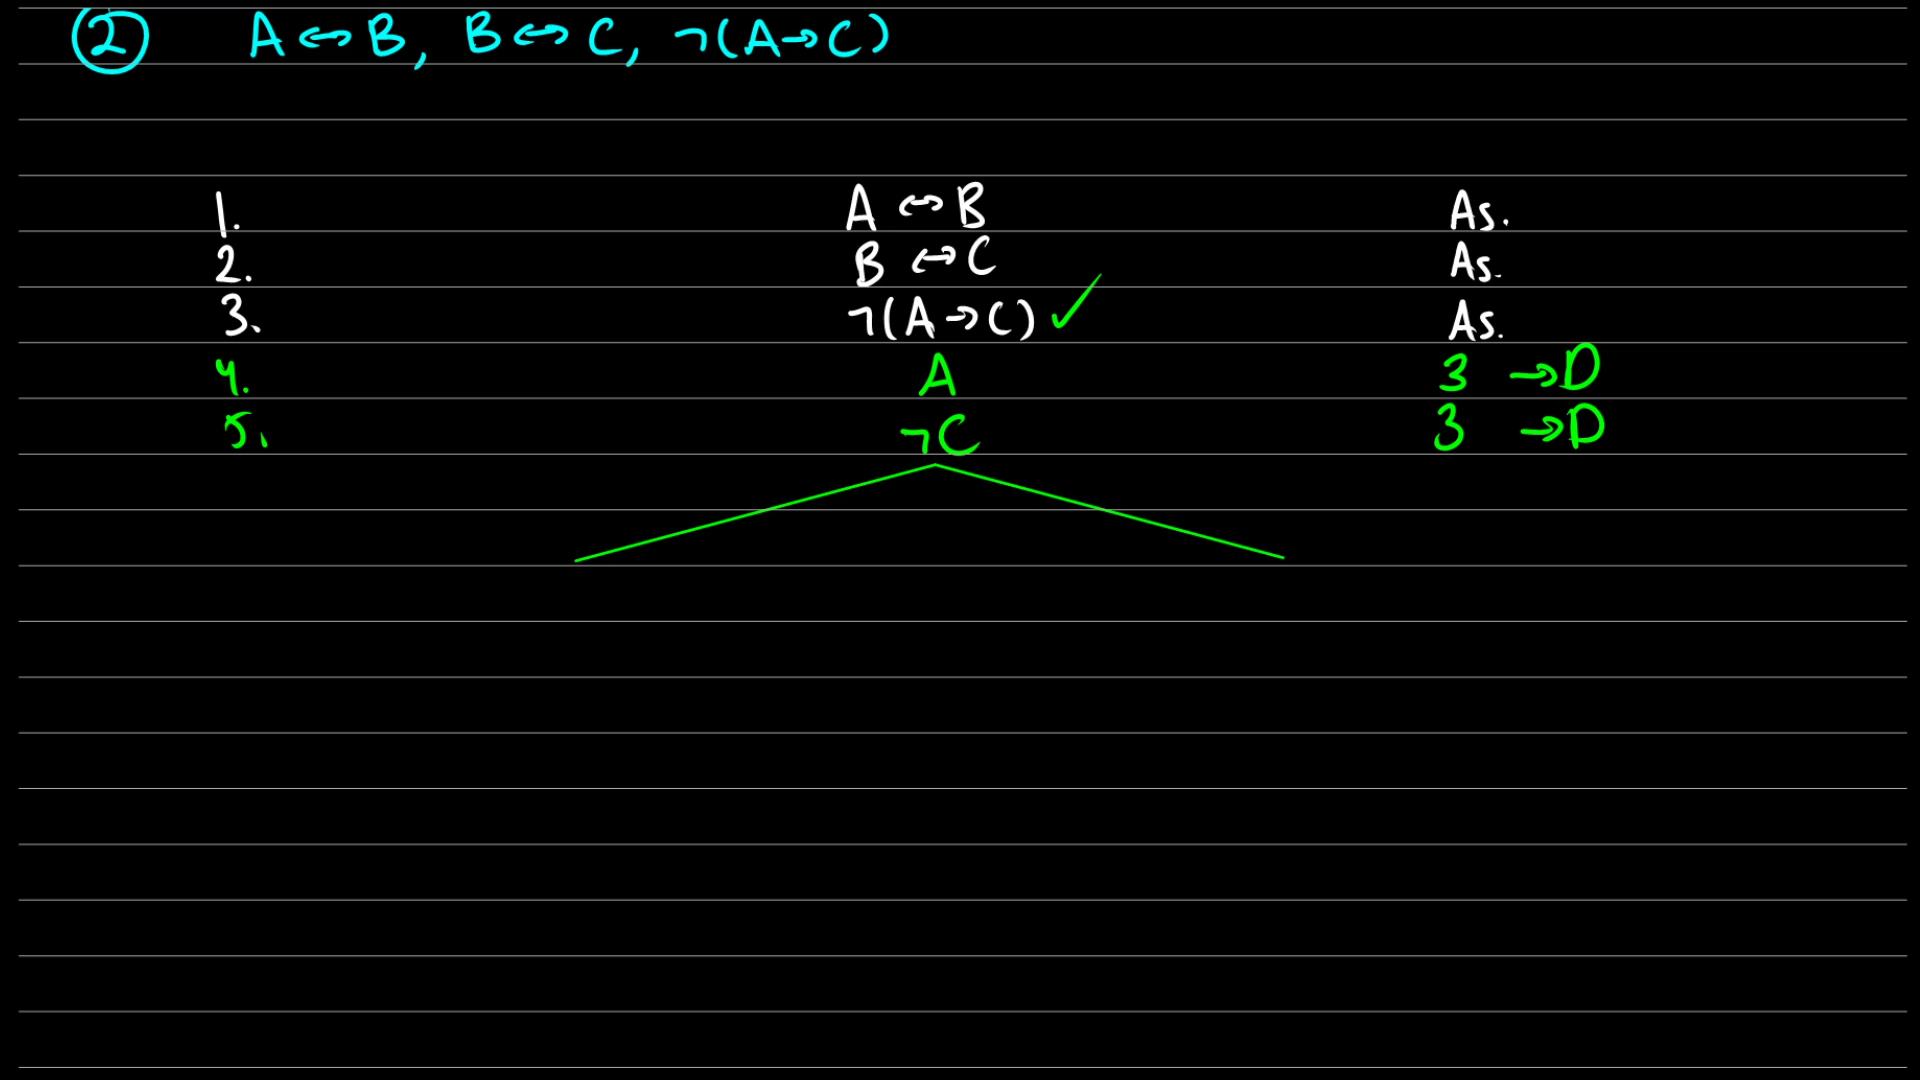 ② A ↔ B, B ↔ C, ¬(A → C)
1. A ↔ B As.
2. B ↔ C As.
3. ¬(A → C) ✓ As.
4. A 3 → D
5. ¬C 3 → D